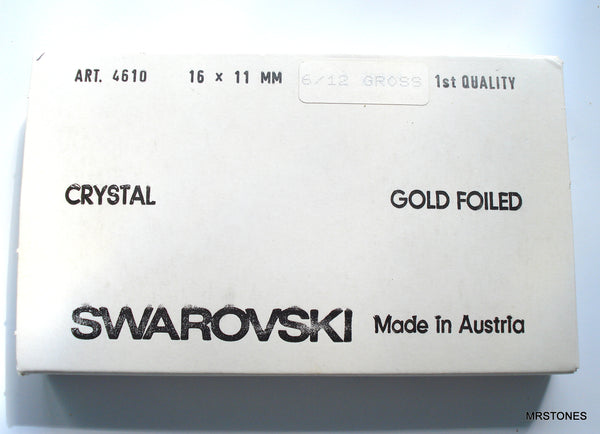 ART. 4610 16 x 11 MM 6/12 GROSS 1st QUALITY
CRYSTAL GOLD FOILED
SWAROVSKI Made in Austria
MRSTONES